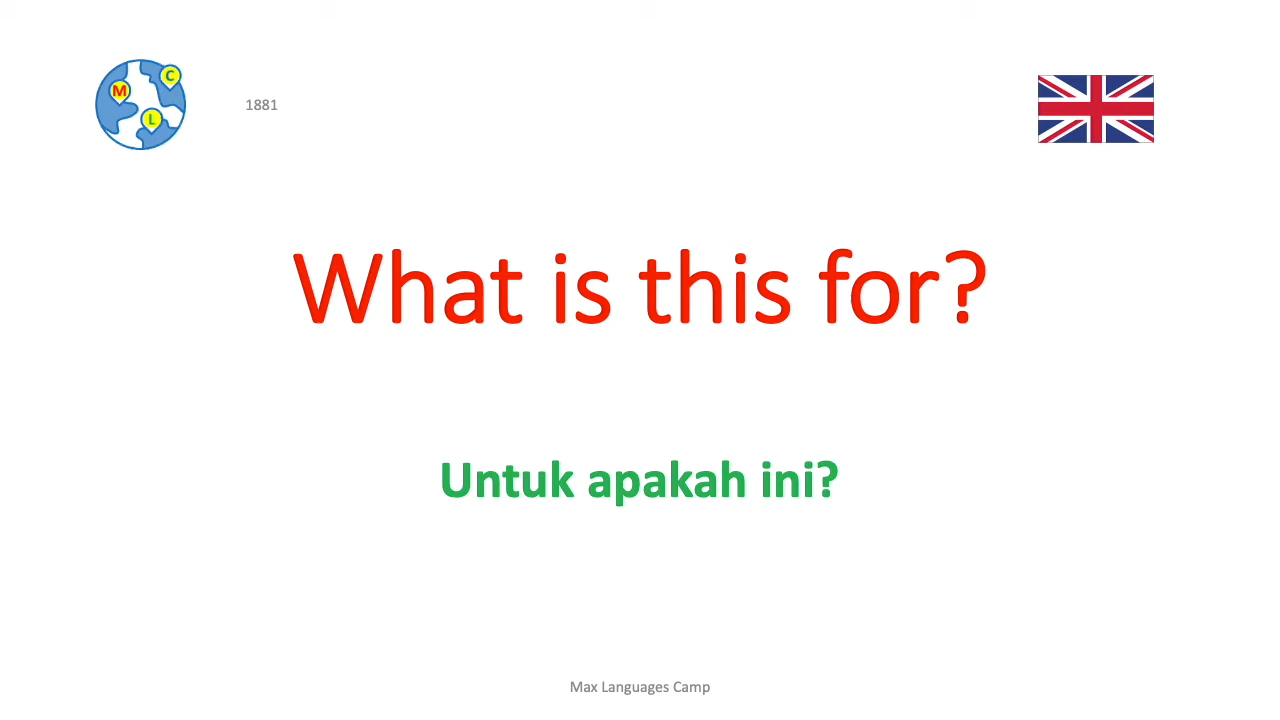 M
C
L
1881
What is this for?
Untuk apakah ini?
Max Languages Camp